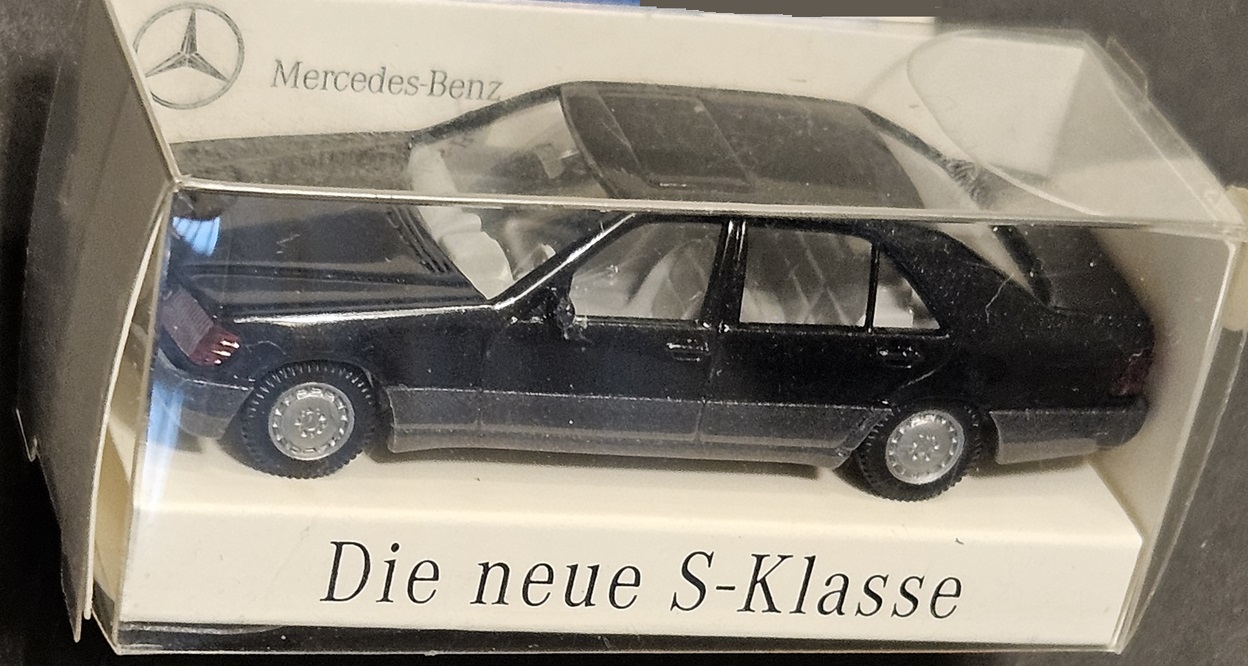 Mercedes-Benz
Die neue S-Klasse